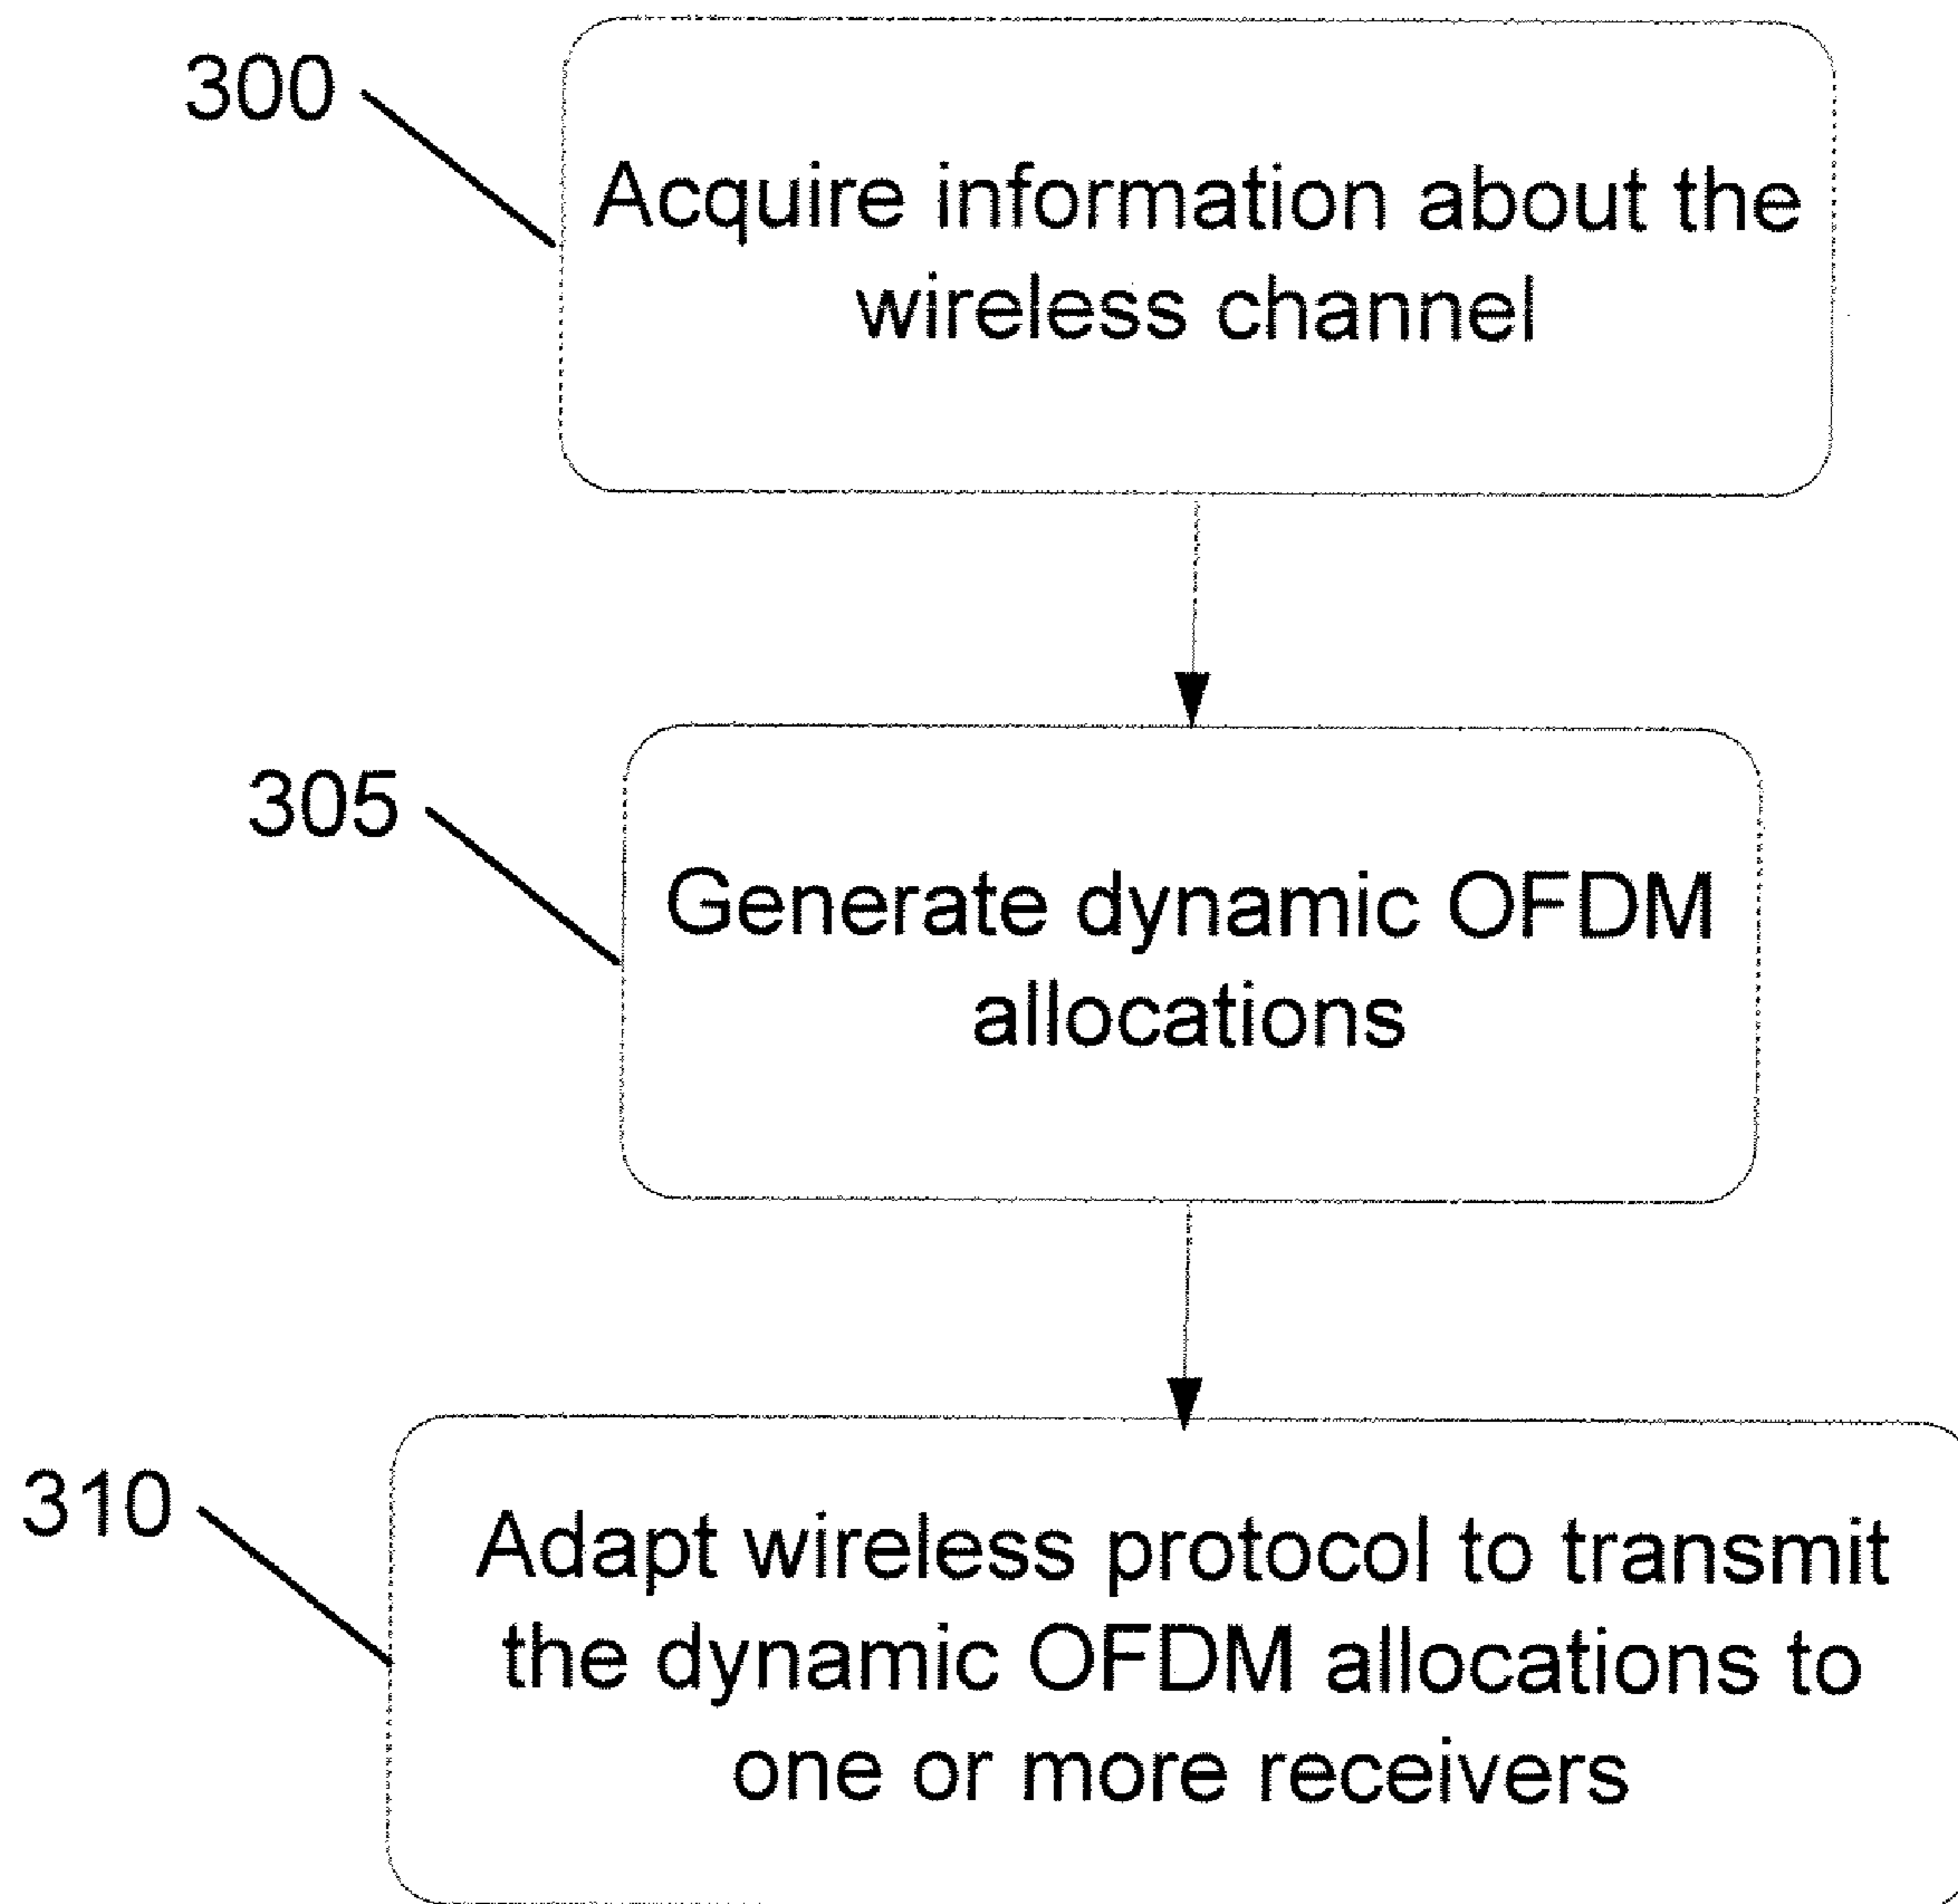 300
Acquire information about the
wireless channel
305
Generate dynamic OFDM
allocations
310
Adapt wireless protocol to transmit
the dynamic OFDM allocations to
one or more receivers